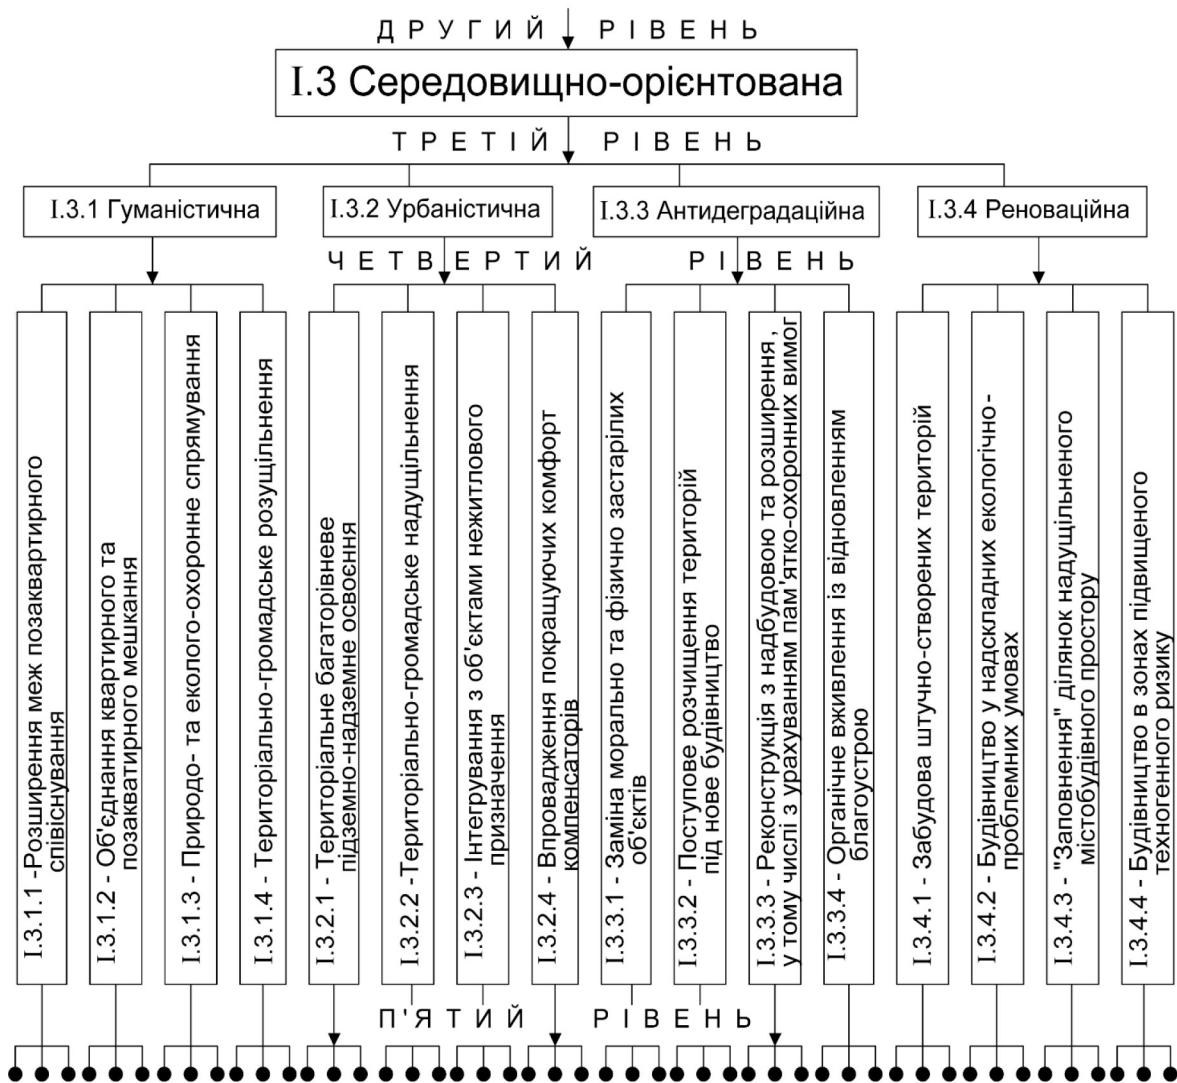 ДРУГИЙ РІВЕНЬ
І.3 Середовищно-орієнтована
ТРЕТІЙ РІВЕНЬ
І.3.1 Гуманістична
І.3.2 Урбаністична
І.3.3 Антидеградаційна
І.3.4 Реноваційна
ЧЕТВЕРТИЙ РІВЕНЬ
І.3.1.1 -Розширення меж позаквартирного
співіснування
І.3.1.2 - Об'єднання квартирного та
позакватирного мешкання
І.3.1.3 - Природо- та еколого-охоронне спрямування
І.3.1.4 - Територіально-громадське розущільнення
І.3.2.1 - Територіальне багаторівневе
підземно-надземне освоєння
І.3.2.2 -Територіально-громадське надущільнення
І.3.2.3 - Інтегрування з об'єктами нежитлового
призначення
І.3.2.4 - Впровадження покращуючих комфорт
компенсаторів
І.3.3.1 - Заміна морально та фізично застарілих
об'єктів
І.3.3.2 - Поступове розчищення територій
під нове будівництво
І.3.3.3 - Реконструкція з надбудовою та розширення,
у тому числі з урахуванням пам'ятко-охоронних вимог
І.3.3.4 - Органічне вживлення із відновленням
благоустрою
І.3.4.1 - Забудова штучно-створених територій
І.3.4.2 - Будівництво у надскладних екологічно-
проблемних умовах
І.3.4.3 - "Заповнення" ділянок надущільненого
містобудівного простору
І.3.4.4 - Будівництво в зонах підвищеного
техногенного ризику
П'ЯТИЙ РІВЕНЬ